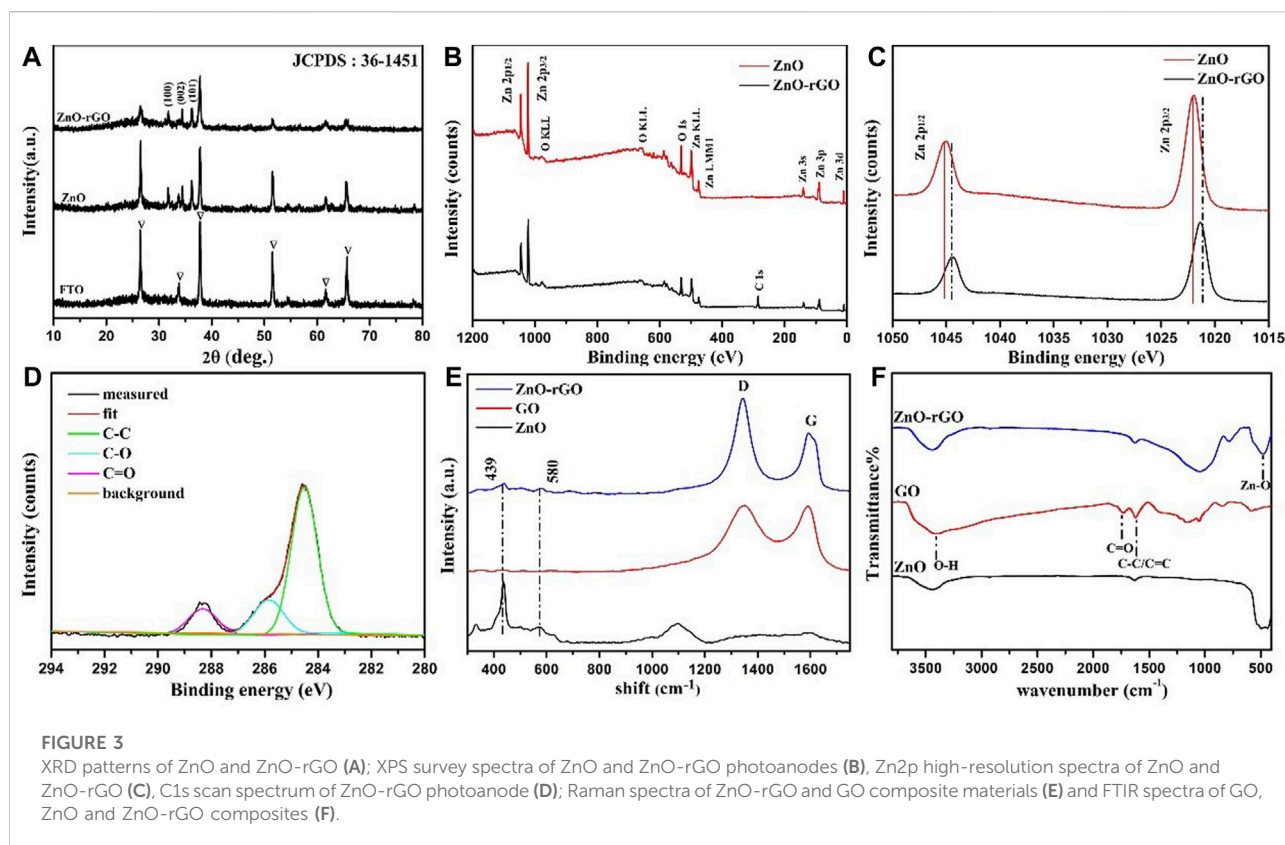 A
JCPDS : 36-1451
(100)
(002)
(101)
ZnO-rGO
ZnO
FTO
Intensity(a.u.)
10 20 30 40 50 60 70 80
2θ (deg.)
B
ZnO
ZnO-rGO
Zn 2p1/2
Zn 2p3/2
O KLL
O KLL
O 1s
Zn KLL
Zn LMM1
Zn 3s
Zn 3p
Zn 3d
C 1s
Intensity (counts)
1200 1000 800 600 400 200 0
Binding energy (eV)
C
ZnO
ZnO-rGO
Zn 2p1/2
Zn 2p3/2
Intensity (counts)
1050 1045 1040 1035 1030 1025 1020 1015
Binding energy (eV)
D
measured
fit
C-C
C-O
C=O
background
Intensity (counts)
294 292 290 288 286 284 282 280
Binding energy (eV)
E
ZnO-rGO
GO
ZnO
D
G
439
580
Intensity (a.u.)
400 600 800 1000 1200 1400 1600
shift (cm-1)
F
ZnO-rGO
Zn-O
GO
C=O
O-H
C-C/C=C
ZnO
Transmittance%
3500 3000 2500 2000 1500 1000 500
wavenumber (cm-1)
FIGURE 3
XRD patterns of ZnO and ZnO-rGO (A); XPS survey spectra of ZnO and ZnO-rGO photoanodes (B), Zn2p high-resolution spectra of ZnO and
ZnO-rGO (C), C1s scan spectrum of ZnO-rGO photoanode (D); Raman spectra of ZnO-rGO and GO composite materials (E) and FTIR spectra of GO,
ZnO and ZnO-rGO composites (F).